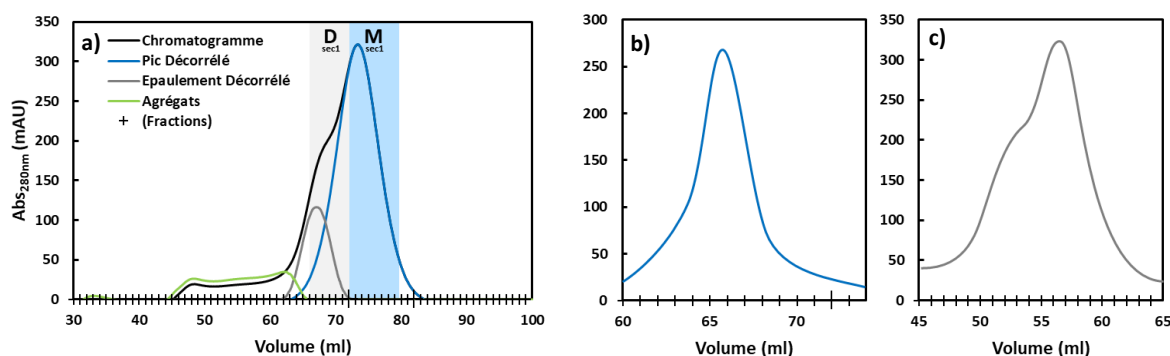 a)
Chromatogramme
Pic Décorrélé
Epaulement Décorrélé
Agrégats
+ (Fractions)
D sec1
M sec1
Abs280nm (mAU)
350
300
250
200
150
100
50
0
30 40 50 60 70 80 90 100
Volume (ml)
b)
300
250
200
150
100
50
0
60 65 70
Volume (ml)
c)
350
300
250
200
150
100
50
0
45 50 55 60 65
Volume (ml)